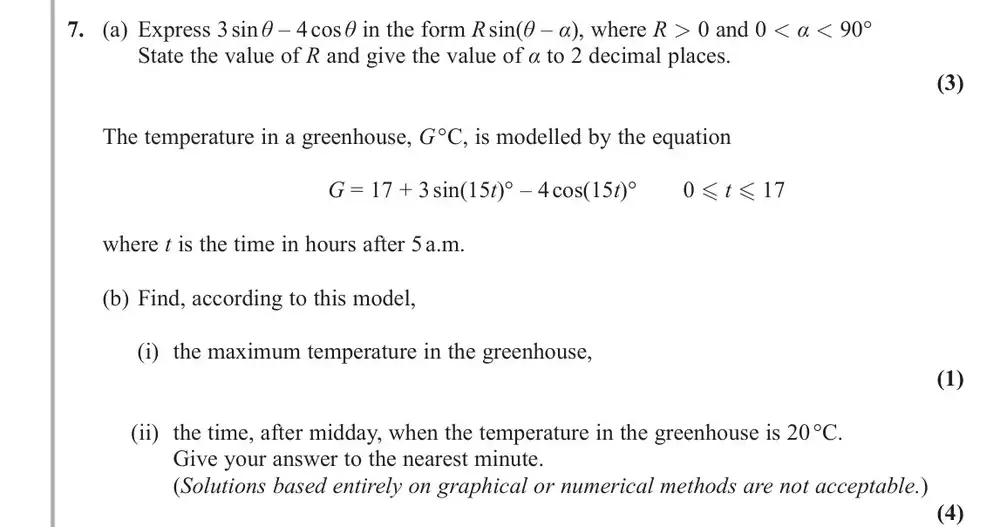 7. (a) Express 3 sin θ – 4 cos θ in the form R sin(θ – α), where R > 0 and 0 < α < 90°
State the value of R and give the value of α to 2 decimal places.
(3)
The temperature in a greenhouse, G°C, is modelled by the equation
G = 17 + 3 sin(15t)° – 4 cos(15t)° 0 ⩽ t ⩽ 17
where t is the time in hours after 5 a.m.
(b) Find, according to this model,
(i) the maximum temperature in the greenhouse,
(1)
(ii) the time, after midday, when the temperature in the greenhouse is 20 °C.
Give your answer to the nearest minute.
(Solutions based entirely on graphical or numerical methods are not acceptable.)
(4)